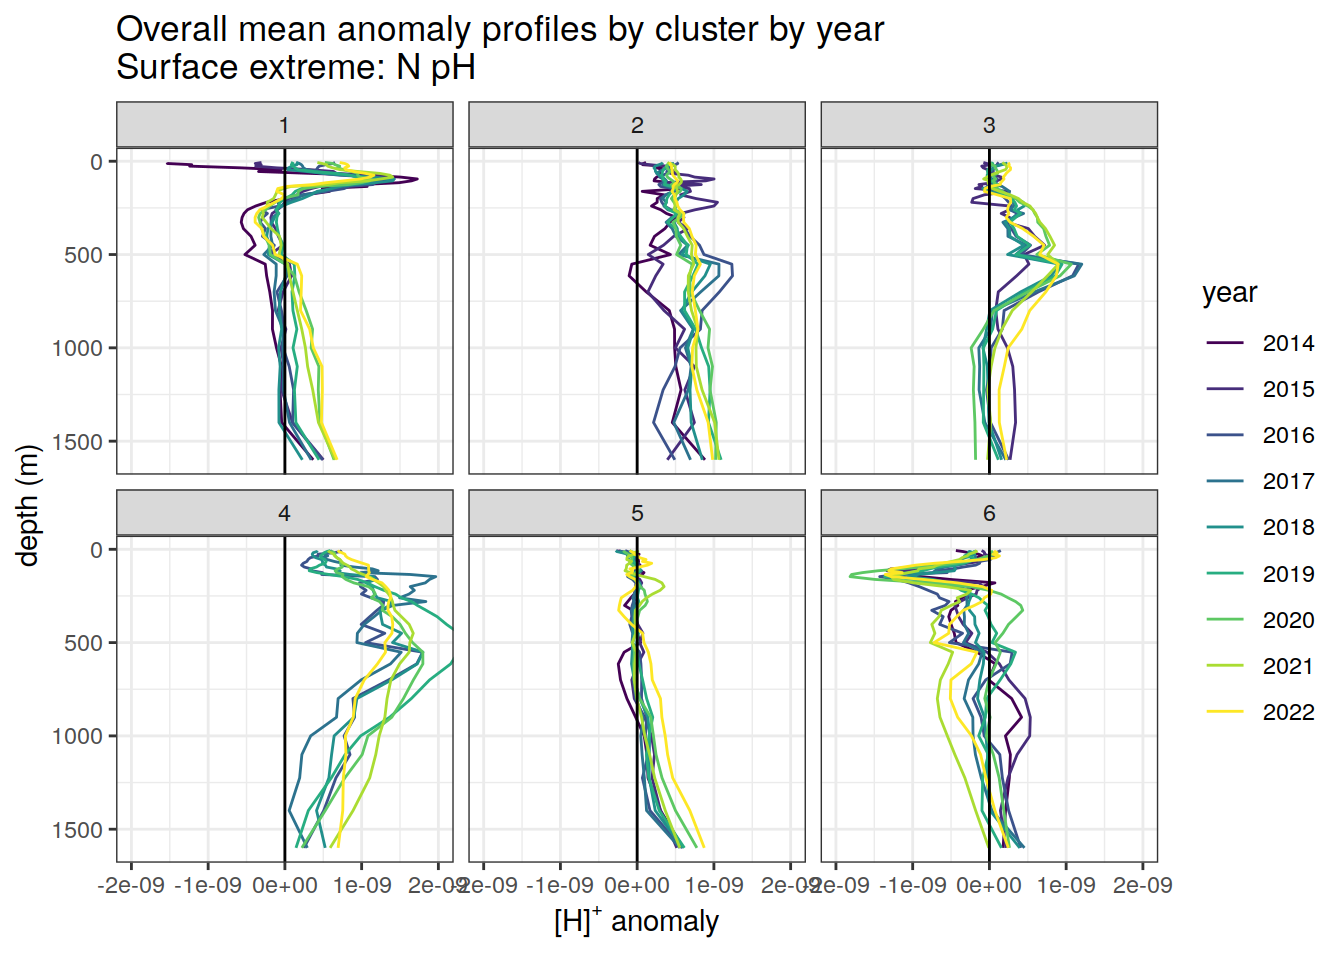 Overall mean anomaly profiles by cluster by year
Surface extreme: N pH
1
2
3
0
500
1000
1500
4
5
6
0
500
1000
1500
depth (m)
-2e-09 -1e-09 0e+00 1e-09 2e-09
-2e-09 -1e-09 0e+00 1e-09 2e-09
-2e-09 -1e-09 0e+00 1e-09 2e-09
[H]⁺ anomaly
year
2014
2015
2016
2017
2018
2019
2020
2021
2022